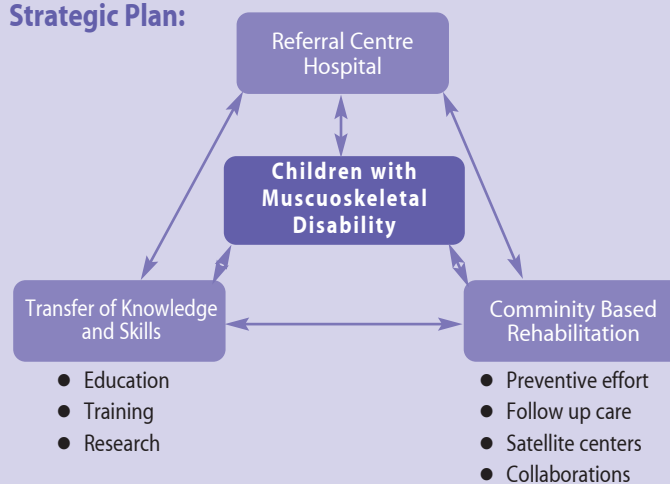 Strategic Plan:
Referral Centre
Hospital
Children with
Muscuoskeletal
Disability
Transfer of Knowledge
and Skills
● Education
● Training
● Research
Comminity Based
Rehabilitation
● Preventive effort
● Follow up care
● Satellite centers
● Collaborations